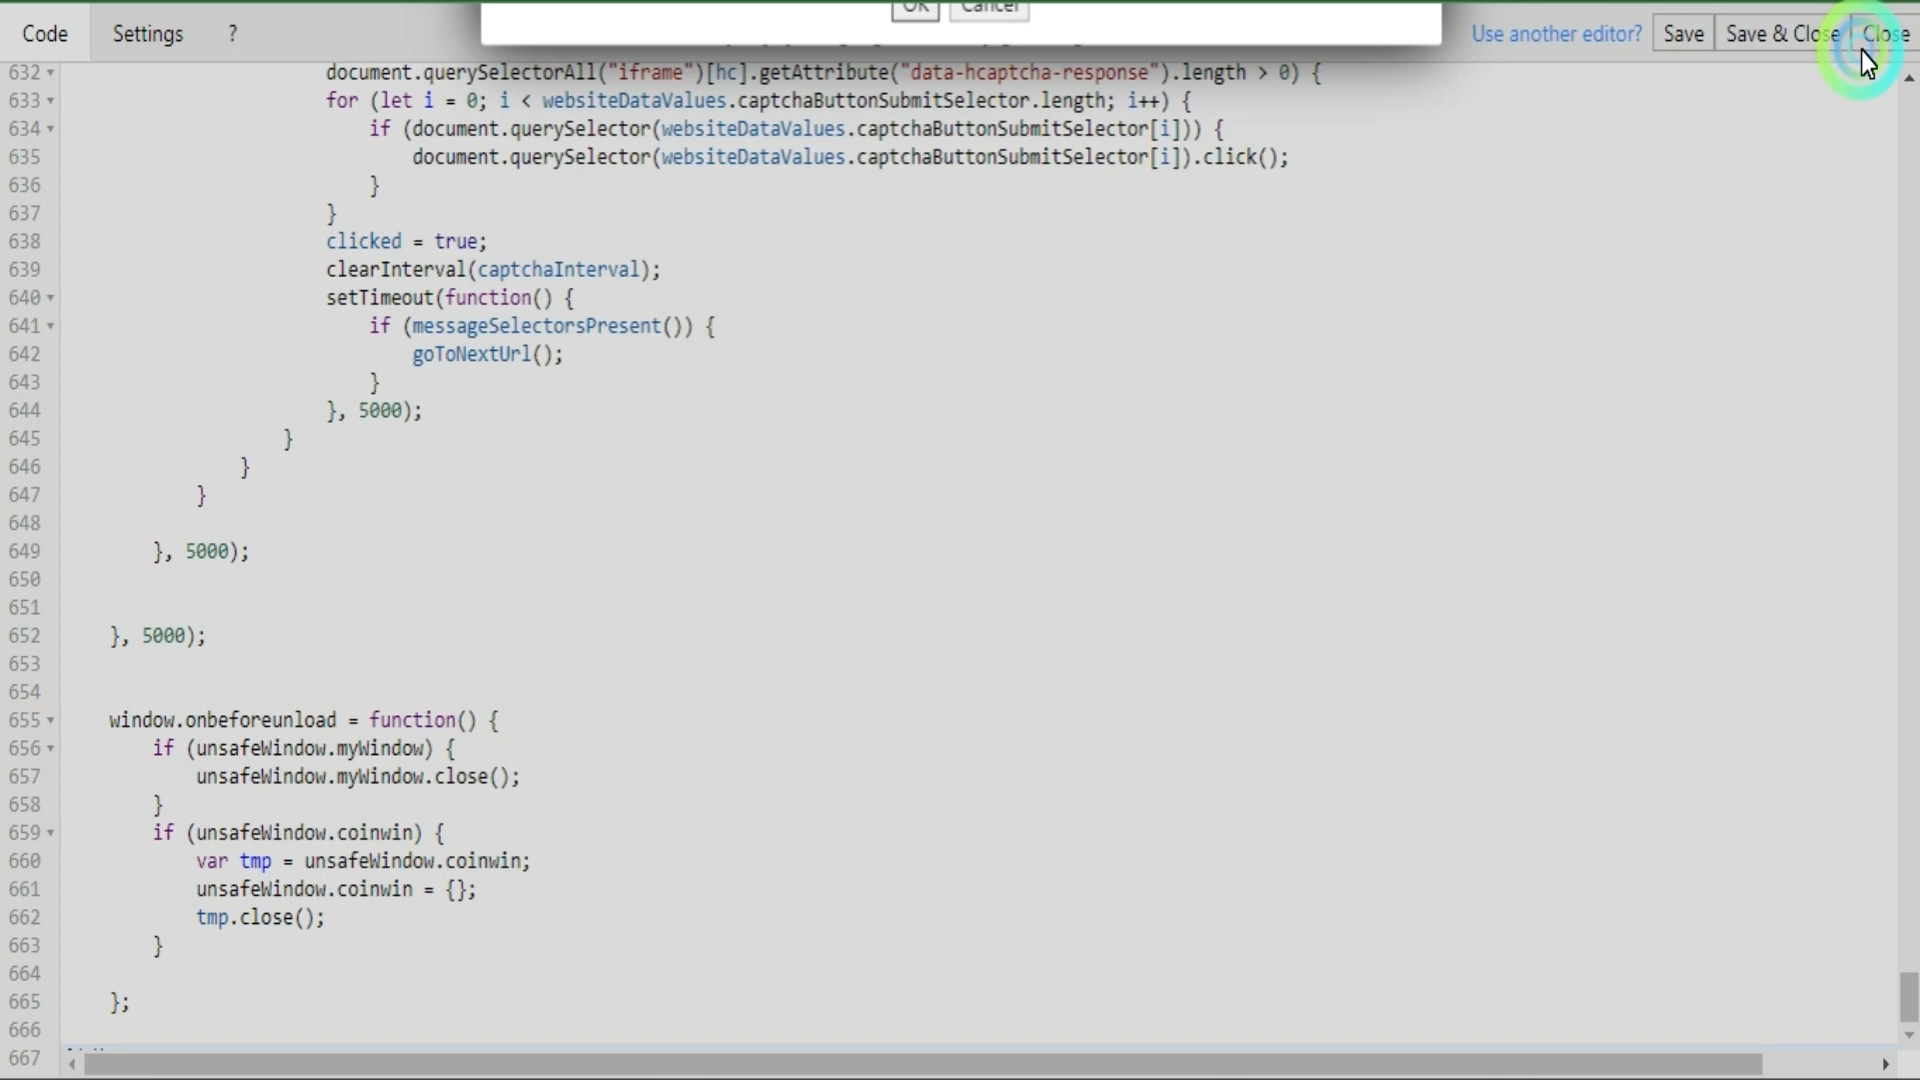 OK Cancel
Code Settings ? Use another editor? Save Save & Close Close
632 document.querySelectorAll("iframe")[hc].getAttribute("data-hcaptcha-response").length > 0) {
633 for (let i = 0; i < websiteDataValues.captchaButtonSubmitSelector.length; i++) {
634 if (document.querySelector(websiteDataValues.captchaButtonSubmitSelector[i])) {
635 document.querySelector(websiteDataValues.captchaButtonSubmitSelector[i]).click();
636 }
637 }
638 clicked = true;
639 clearInterval(captchaInterval);
640 setTimeout(function() {
641 if (messageSelectorsPresent()) {
642 goToNextUrl();
643 }
644 }, 5000);
645 }
646 }
647 }
648
649 }, 5000);
650
651
652 }, 5000);
653
654
655 window.onbeforeunload = function() {
656 if (unsafeWindow.myWindow) {
657 unsafeWindow.myWindow.close();
658 }
659 if (unsafeWindow.coinwin) {
660 var tmp = unsafeWindow.coinwin;
661 unsafeWindow.coinwin = {};
662 tmp.close();
663 }
664
665 };
666
667